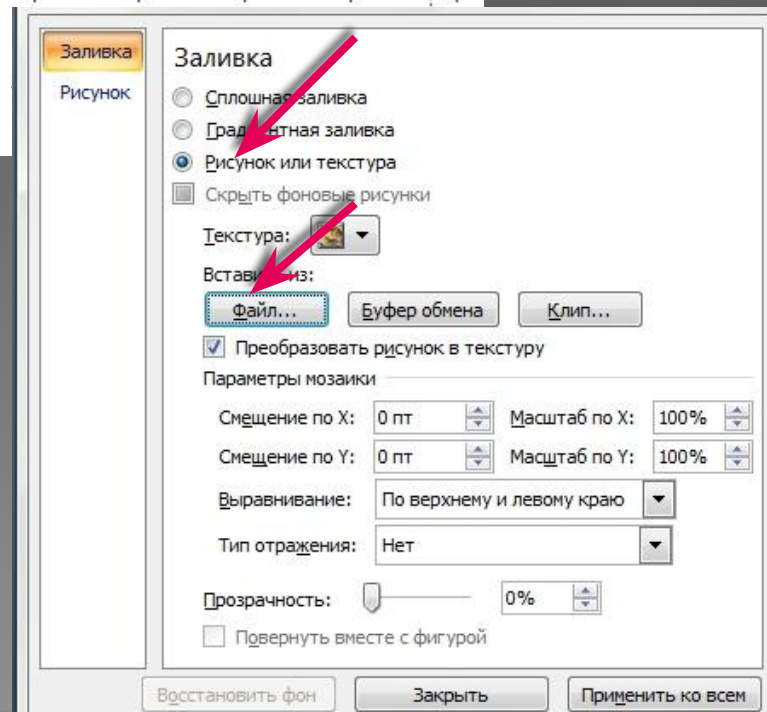 Заливка
Рисунок
Заливка
Сплошная заливка
Градиентная заливка
Рисунок или текстура
Скрыть фоновые рисунки
Текстура:
Вставить из:
Файл... Буфер обмена Клип...
Преобразовать рисунок в текстуру
Параметры мозаики
Смещение по X: 0 пт Масштаб по X: 100%
Смещение по Y: 0 пт Масштаб по Y: 100%
Выравнивание: По верхнему и левому краю
Тип отражения: Нет
Прозрачность: 0%
Повернуть вместе с фигурой
Восстановить фон Закрыть Применить ко всем